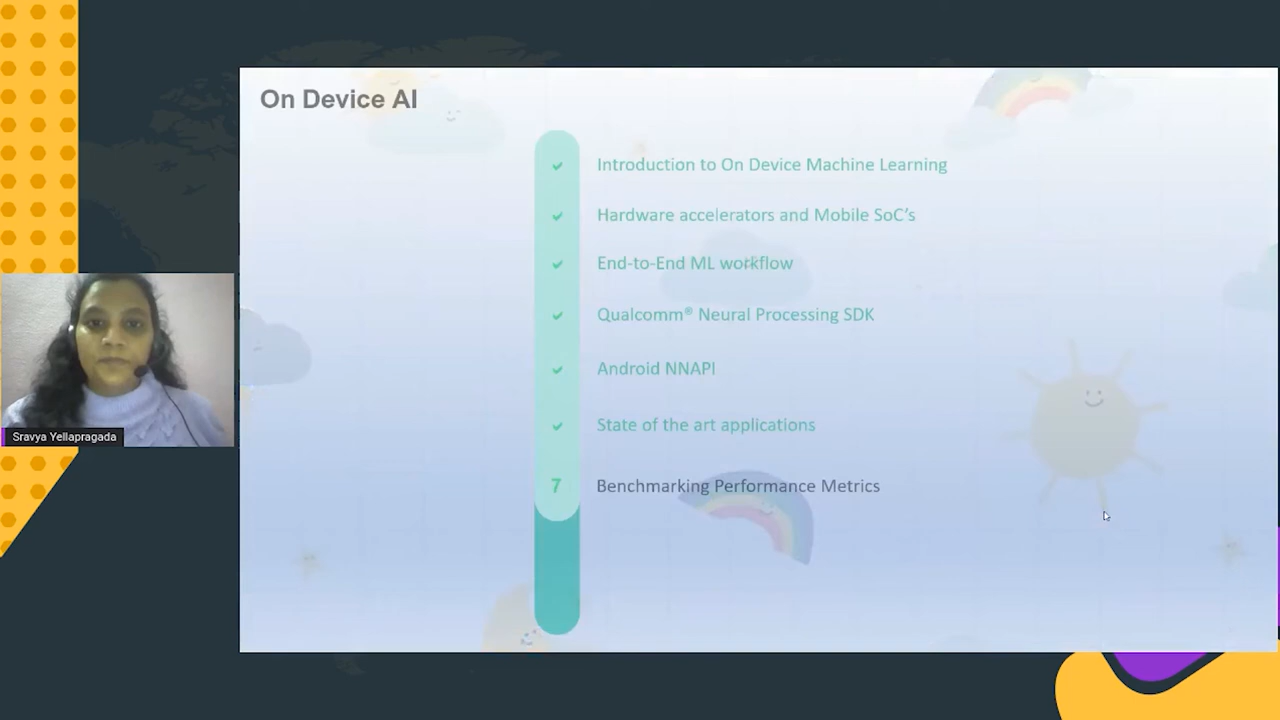 On Device AI
Introduction to On Device Machine Learning
Hardware accelerators and Mobile SoC's
End-to-End ML workflow
Qualcomm® Neural Processing SDK
Android NNAPI
State of the art applications
7 Benchmarking Performance Metrics
Sravya Yellapragada